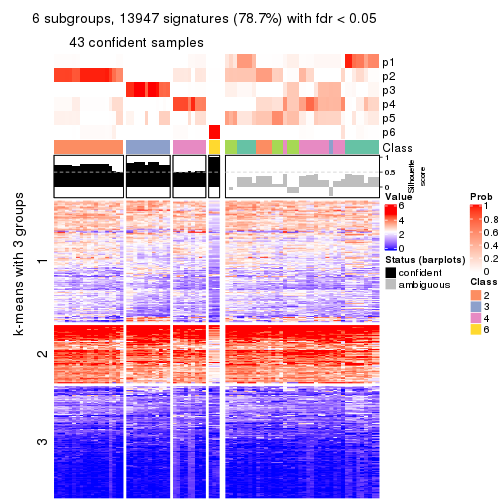 6 subgroups, 13947 signatures (78.7%) with fdr < 0.05
43 confident samples
p1
p2
p3
p4
p5
p6
Class
1
0.5
0
Silhouette
score
k-means with 3 groups
1
2
3
Value
6
4
2
0
Status (barplots)
confident
ambiguous
Prob
1
0.8
0.6
0.4
0.2
0
Class
2
3
4
6